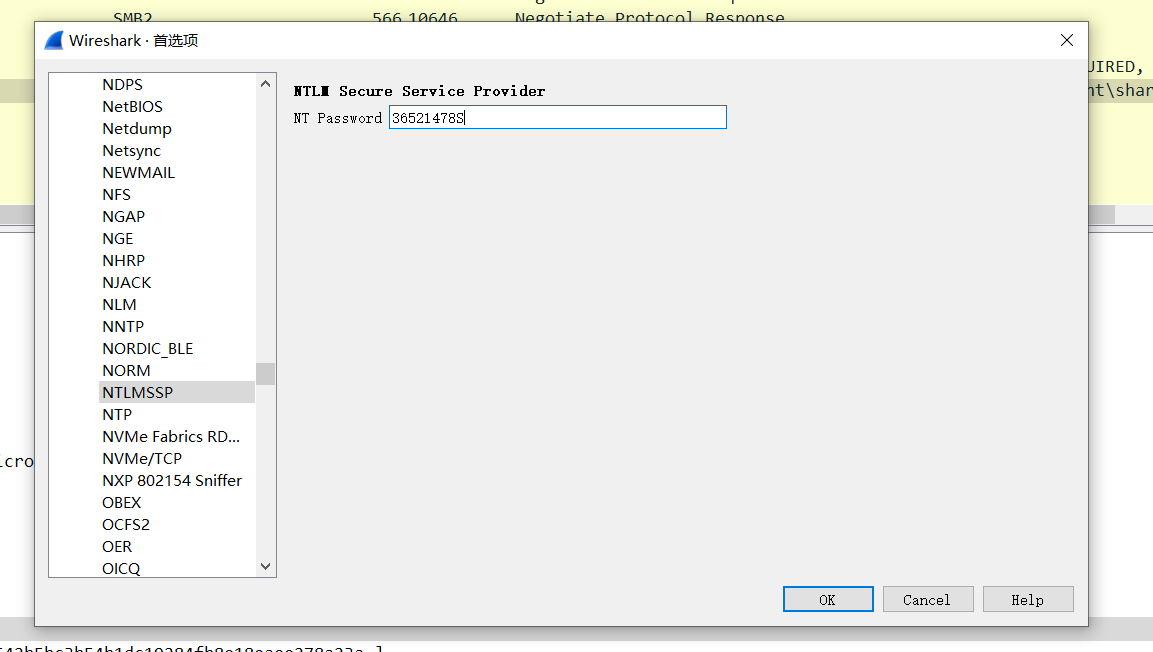 SMB2 566 10646 Negotiate Protocol Response
Wireshark · 首选项
UIRED,
nt\shar
NDPS
NetBIOS
Netdump
Netsync
NEWMAIL
NFS
NGAP
NGE
NHRP
NJACK
NLM
NNTP
NORDIC_BLE
NORM
NTLMSSP
NTP
NVMe Fabrics RD...
NVMe/TCP
NXP 802154 Sniffer
OBEX
OCFS2
OER
OICQ
NTLM Secure Service Provider
NT Password 36521478S
icro
OK Cancel Help